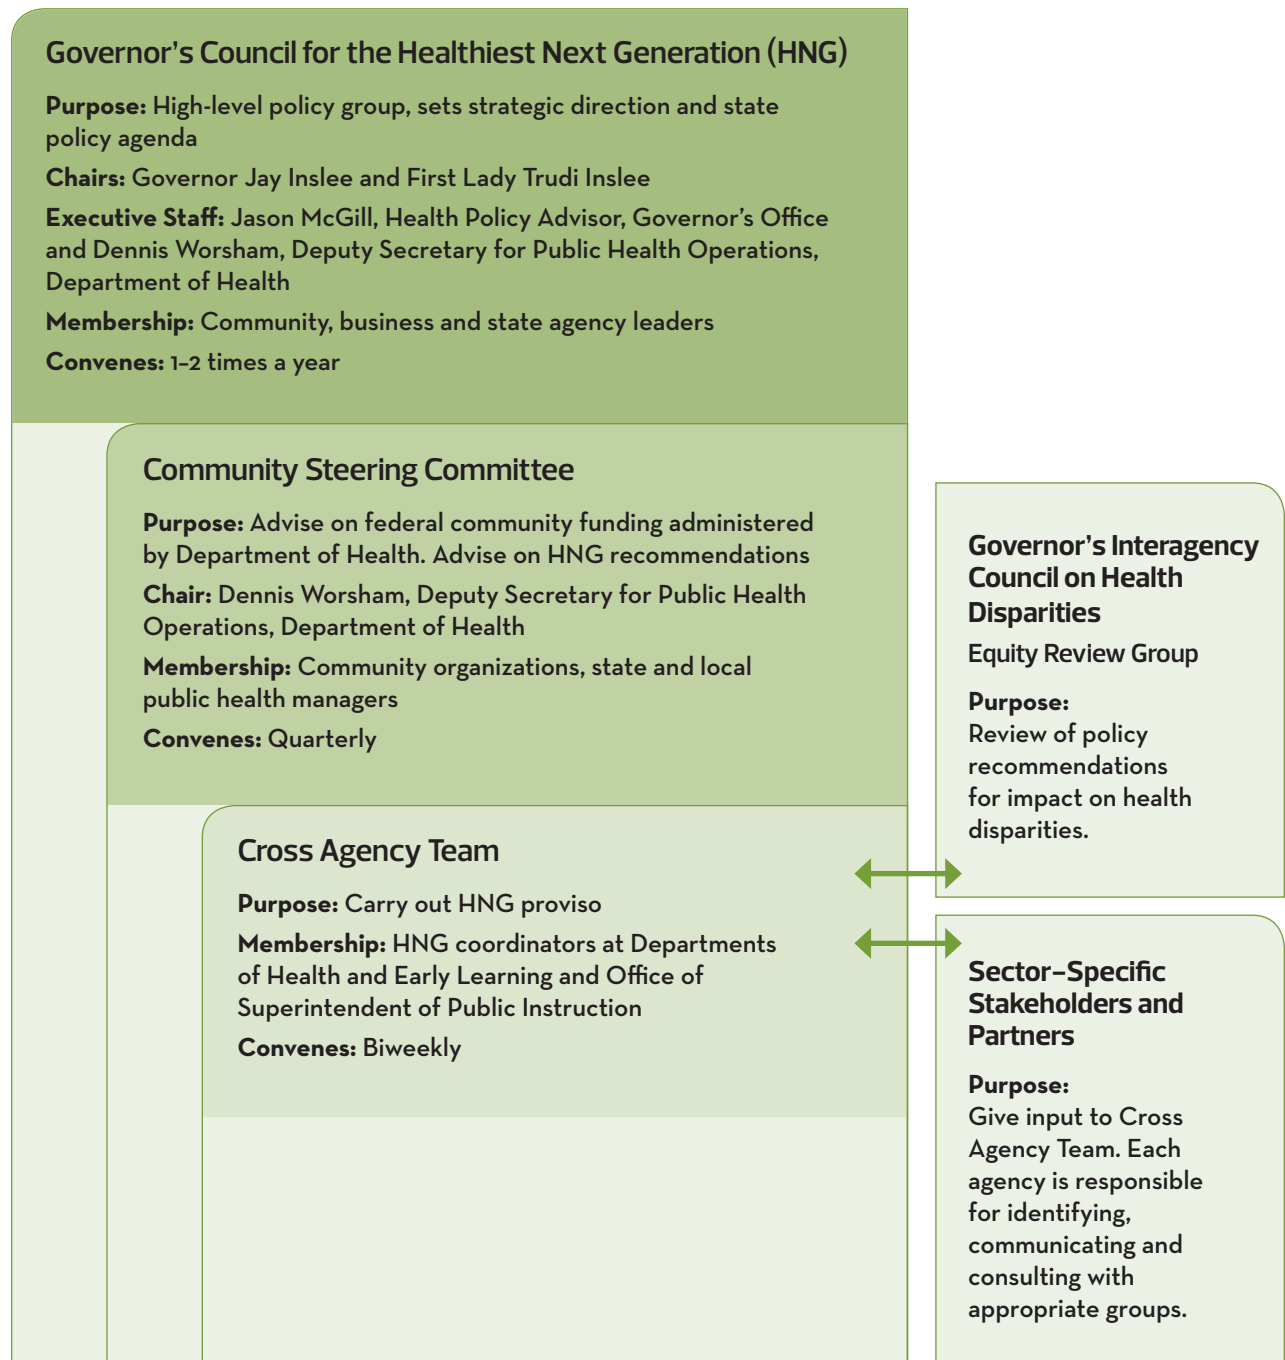 Governor's Council for the Healthiest Next Generation (HNG)
Purpose: High-level policy group, sets strategic direction and state
policy agenda
Chairs: Governor Jay Inslee and First Lady Trudi Inslee
Executive Staff: Jason McGill, Health Policy Advisor, Governor's Office
and Dennis Worsham, Deputy Secretary for Public Health Operations,
Department of Health
Membership: Community, business and state agency leaders
Convenes: 1–2 times a year
Community Steering Committee
Purpose: Advise on federal community funding administered
by Department of Health. Advise on HNG recommendations
Chair: Dennis Worsham, Deputy Secretary for Public Health
Operations, Department of Health
Membership: Community organizations, state and local
public health managers
Convenes: Quarterly
Cross Agency Team
Purpose: Carry out HNG proviso
Membership: HNG coordinators at Departments
of Health and Early Learning and Office of
Superintendent of Public Instruction
Convenes: Biweekly
Governor's Interagency
Council on Health
Disparities
Equity Review Group
Purpose:
Review of policy
recommendations
for impact on health
disparities.
Sector–Specific
Stakeholders and
Partners
Purpose:
Give input to Cross
Agency Team. Each
agency is responsible
for identifying,
communicating and
consulting with
appropriate groups.